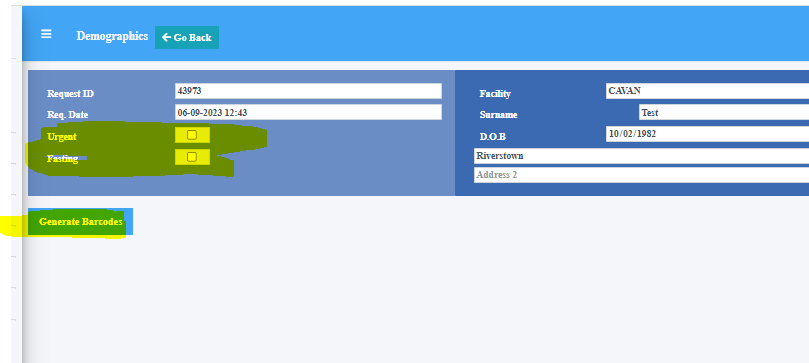 Demographics
Go Back
Request ID 43973
Req. Date 06-09-2023 12:43
Urgent
Fasting
Facility CAVAN
Surname Test
D.O.B 10/02/1982
Riverstown
Address 2
Generate Barcodes